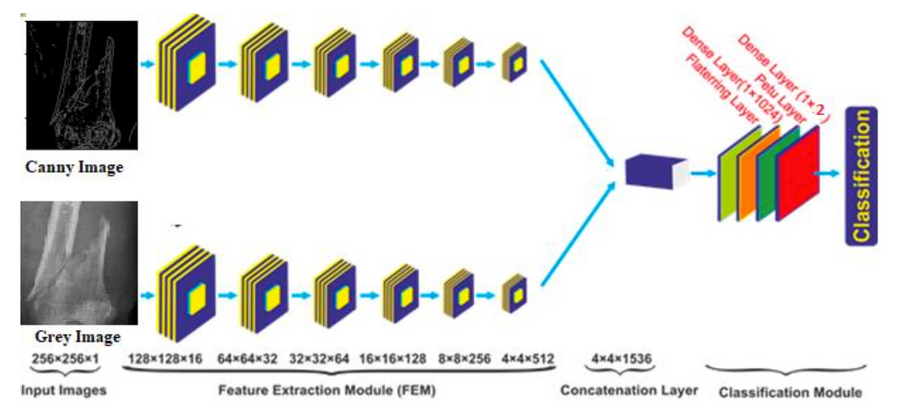 Canny Image
Grey Image
Dense Layer (1×2)
Petu Layer
Dense Layer(1×1024)
Flaterring Layer
Classification
256×256×1
128×128×16
64×64×32
32×32×64
16×16×128
8×8×256
4×4×512
4×4×1536
Input Images
Feature Extraction Module (FEM)
Concatenation Layer
Classification Module